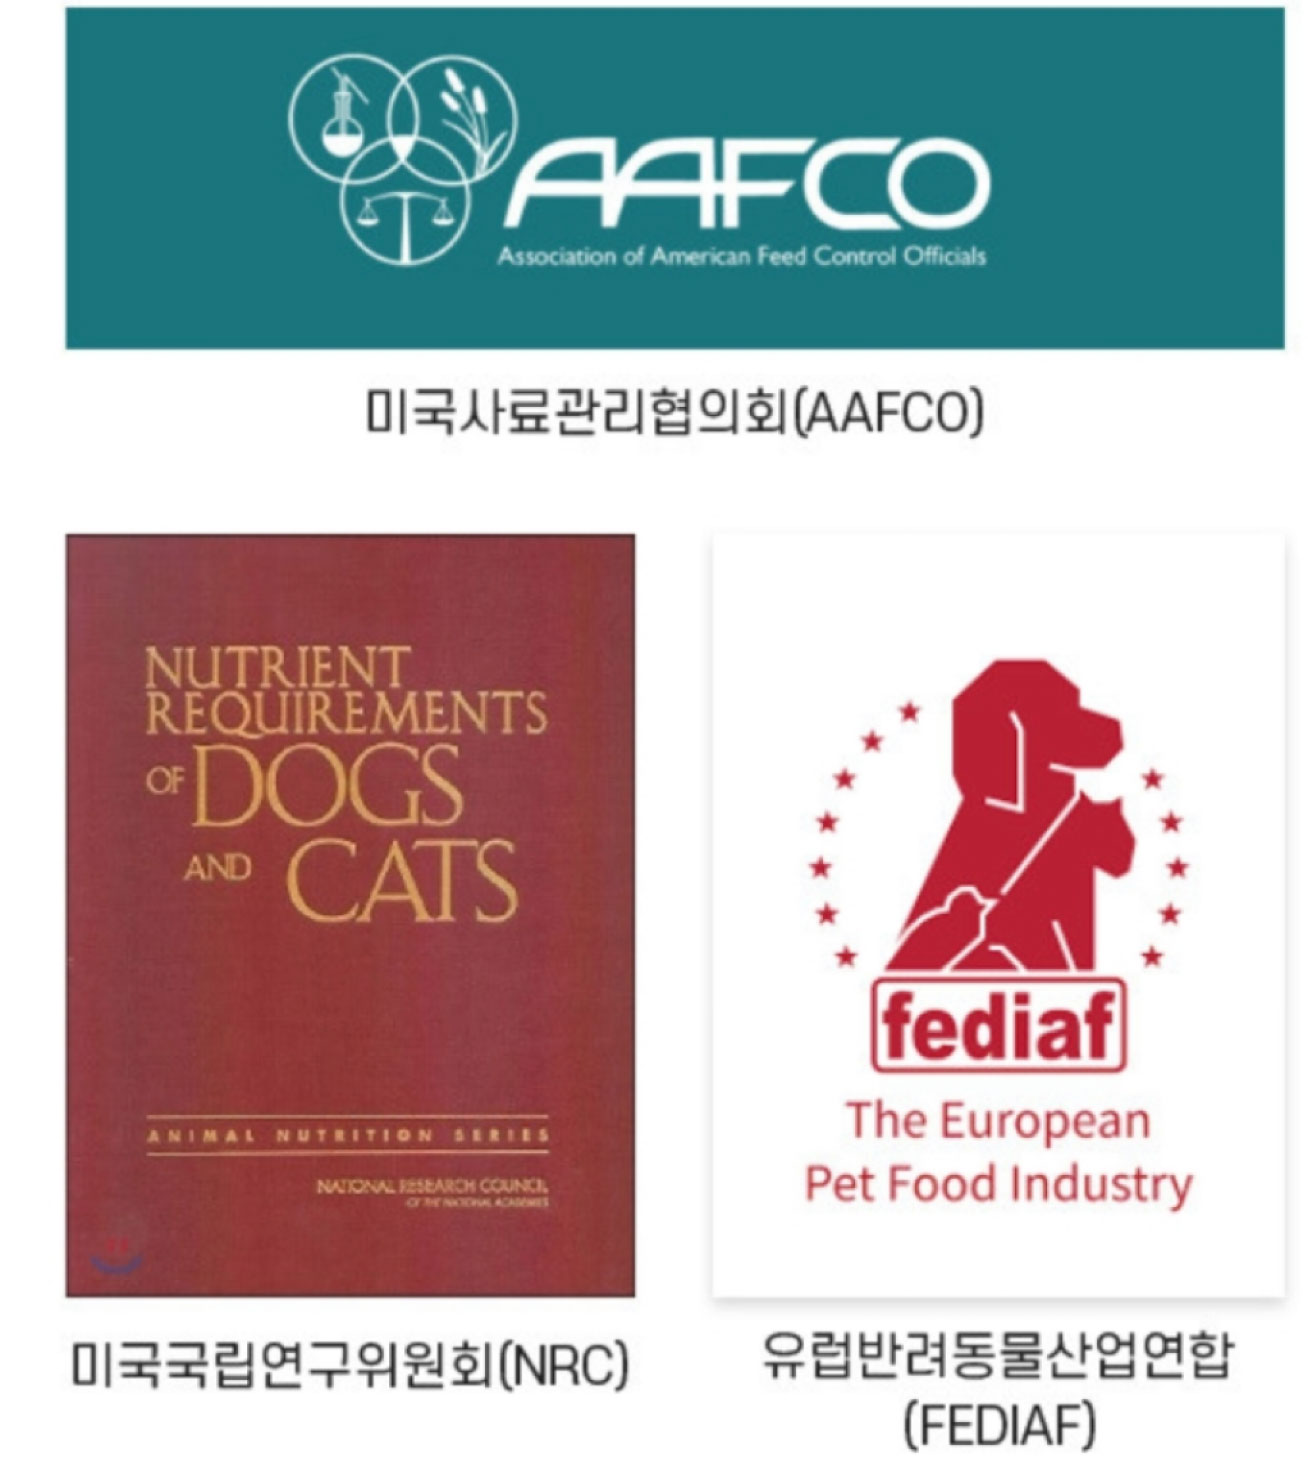 AAFCO
Association of American Feed Control Officials
미국사료관리협의회(AAFCO)
NUTRIENT
REQUIREMENTS
OF DOGS
AND CATS
ANIMAL NUTRITION SERIES
NATIONAL RESEARCH COUNCIL
OF THE NATIONAL ACADEMIES
미국국립연구위원회(NRC)
fediaf
The European
Pet Food Industry
유럽반려동물산업연합
(FEDIAF)